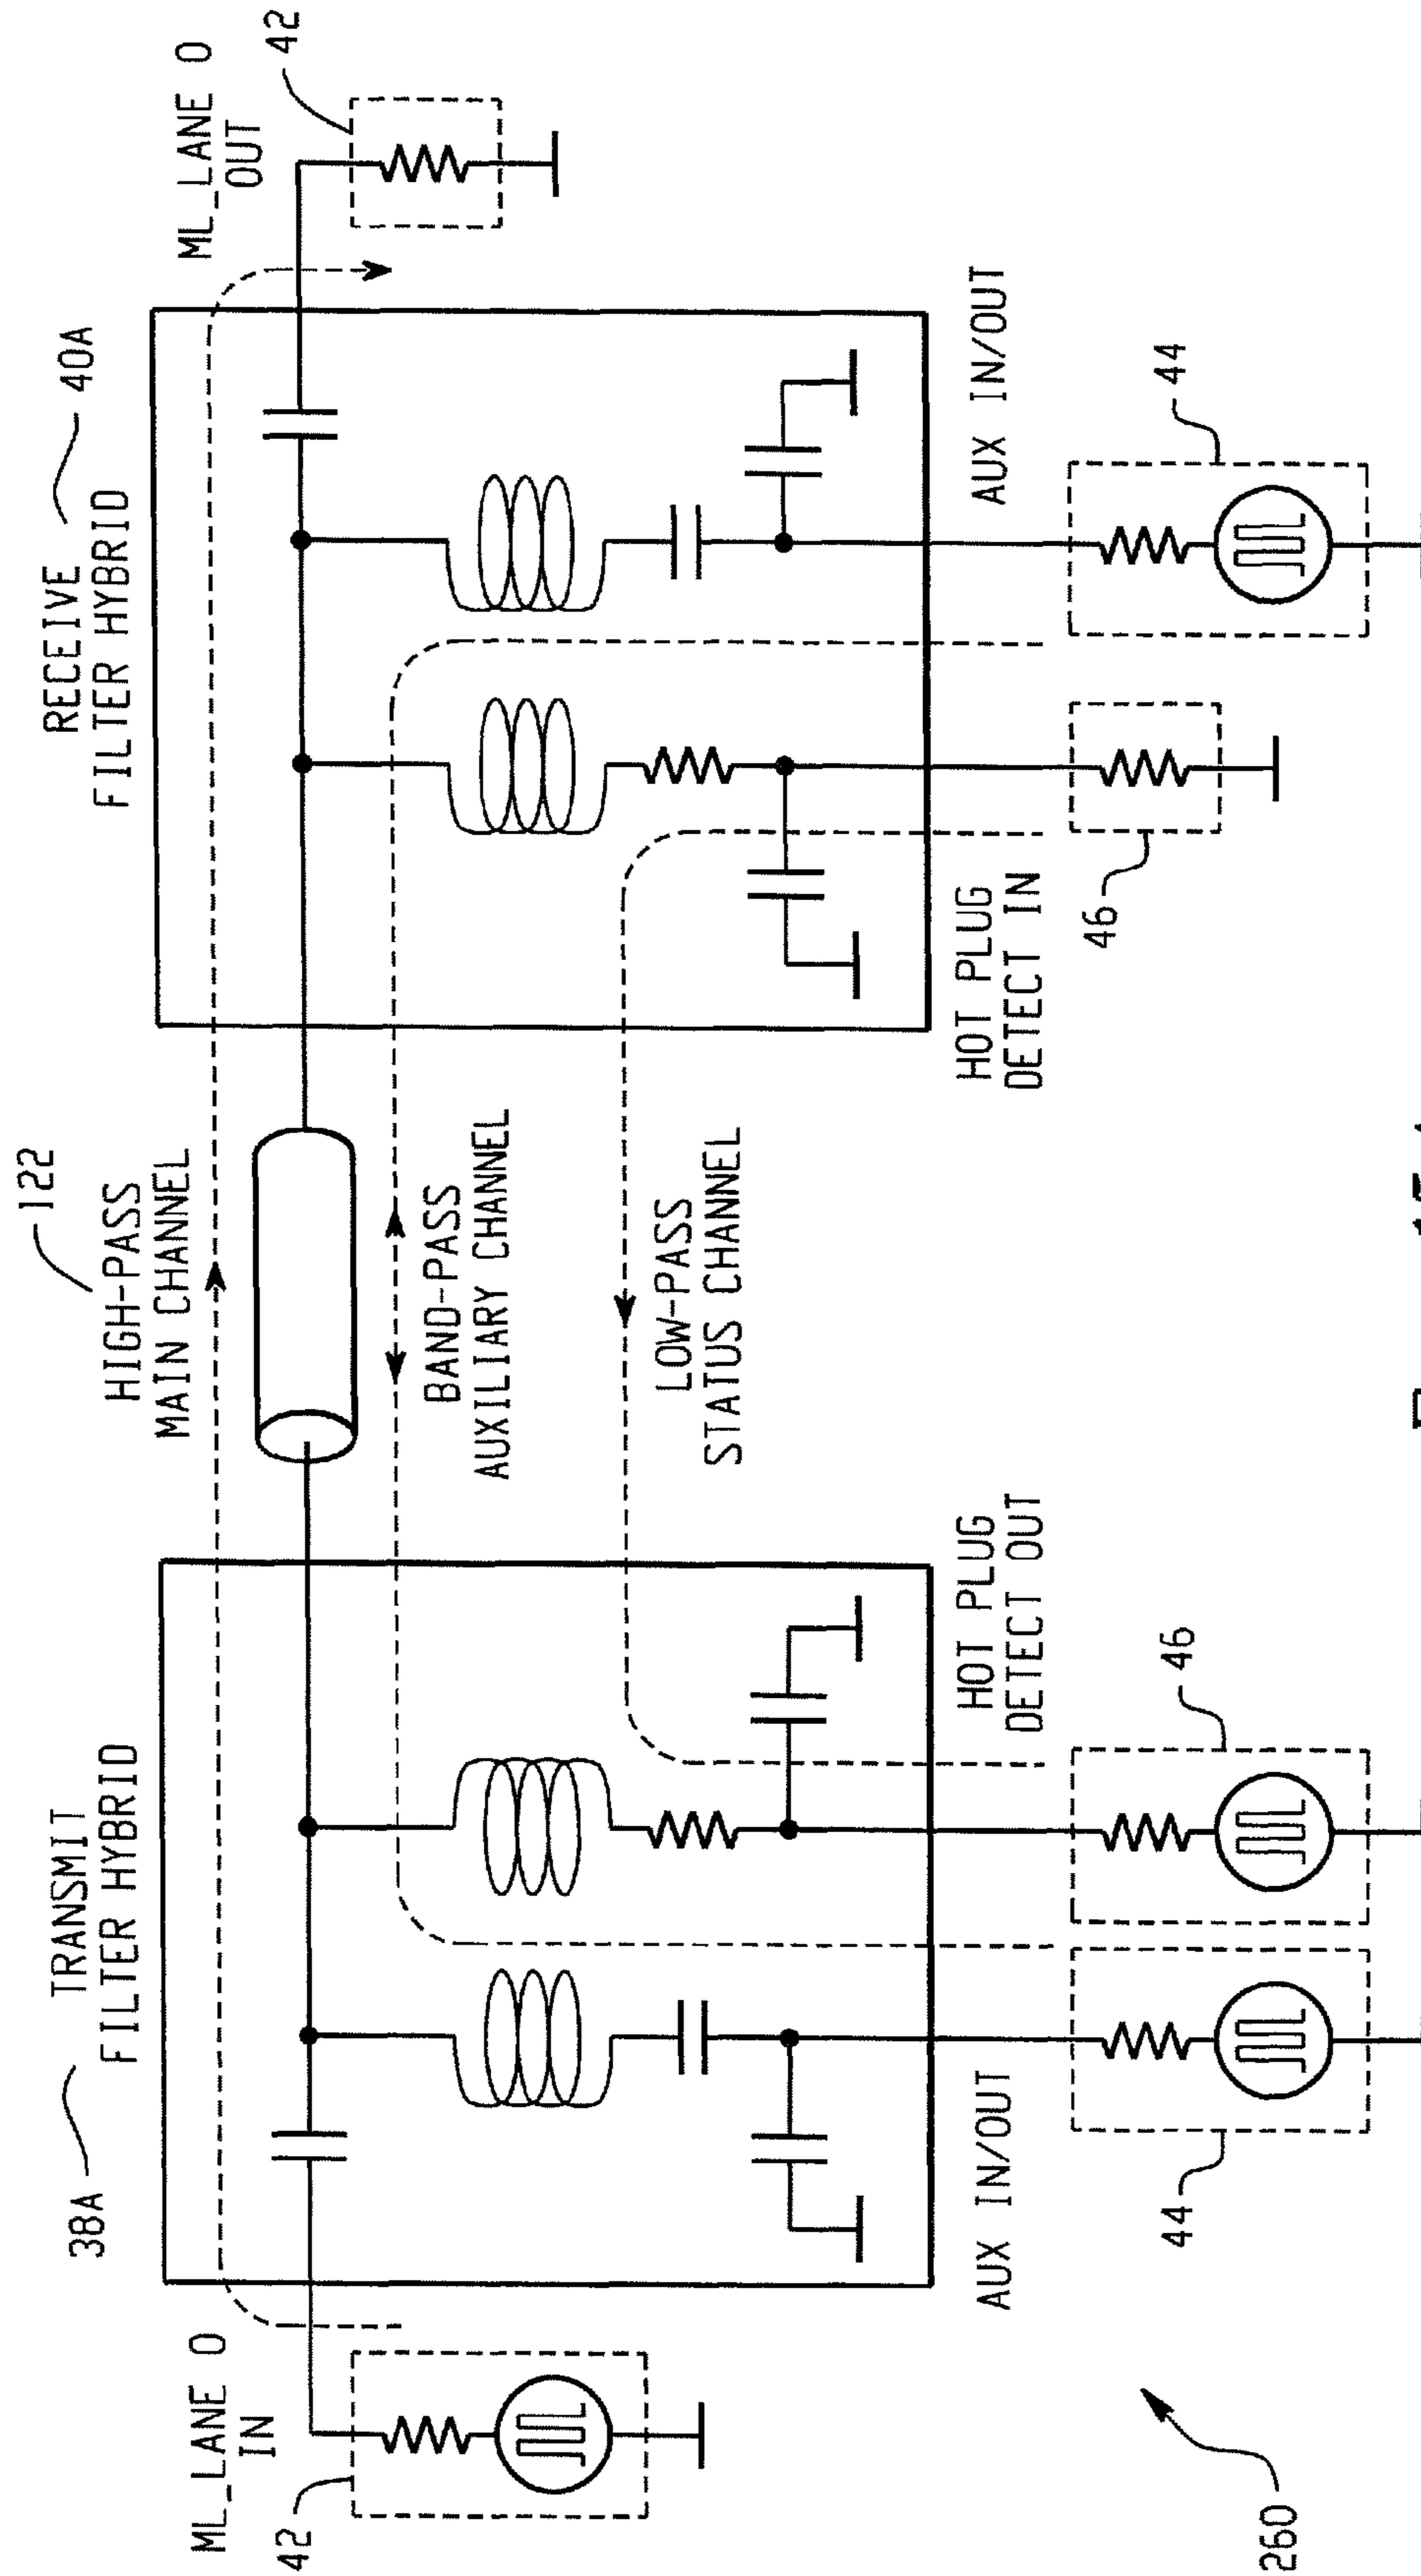 122
HIGH-PASS
MAIN CHANNEL
TRANSMIT
FILTER HYBRID
38A
RECEIVE
FILTER HYBRID
40A
ML_LANE 0
IN
42
ML_LANE 0
OUT
42
BAND-PASS
AUXILIARY CHANNEL
LOW-PASS
STATUS CHANNEL
AUX IN/OUT
44
HOT PLUG
DETECT OUT
46
HOT PLUG
DETECT IN
46
AUX IN/OUT
44
260